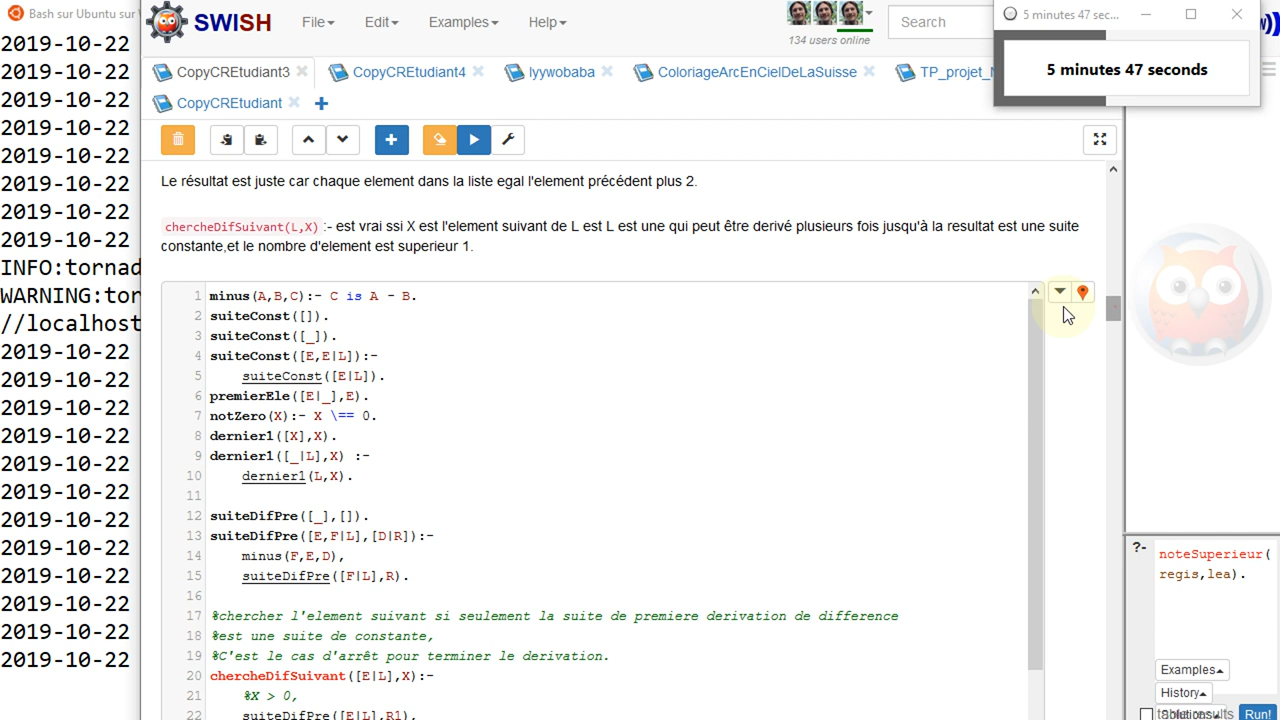 Bash sur Ubuntu sur
SWISH
File
Edit
Examples
Help
134 users online
Search
5 minutes 47 sec...
5 minutes 47 seconds
CopyCREtudiant3
CopyCREtudiant4
lyywobaba
ColoriageArcEnCielDeLaSuisse
TP_projet_
CopyCREtudiant
2019-10-22
2019-10-22
2019-10-22
2019-10-22
2019-10-22
2019-10-22
2019-10-22
2019-10-22
INFO:tornad
WARNING:tor
//localhost
2019-10-22
2019-10-22
2019-10-22
2019-10-22
2019-10-22
2019-10-22
2019-10-22
2019-10-22
2019-10-22
2019-10-22
2019-10-22
2019-10-22
Le résultat est juste car chaque element dans la liste egal l'element précédent plus 2.
chercheDifSuivant(L,X) :- est vrai ssi X est l'element suivant de L est L est une qui peut être derivé plusieurs fois jusqu'à la resultat est une suite
constante,et le nombre d'element est superieur 1.
1 minus(A,B,C):- C is A - B.
2 suiteConst([]).
3 suiteConst([_]).
4 suiteConst([E,E|L]):-
5 suiteConst([E|L]).
6 premierEle([E|_],E).
7 notZero(X):- X \== 0.
8 dernier1([X],X).
9 dernier1([_|L],X) :-
10 dernier1(L,X).
11
12 suiteDifPre([_],[]).
13 suiteDifPre([E,F|L],[D|R]):-
14 minus(F,E,D),
15 suiteDifPre([F|L],R).
16
17 %chercher l'element suivant si seulement la suite de premiere derivation de difference
18 %est une suite de constante,
19 %C'est le cas d'arrêt pour terminer le derivation.
20 chercheDifSuivant([E|L],X):-
21 %X > 0,
22 suiteDifPre([E|L],R1),
?- noteSuperieur(
regis,lea).
Examples
History
Solutions
table results
Run!